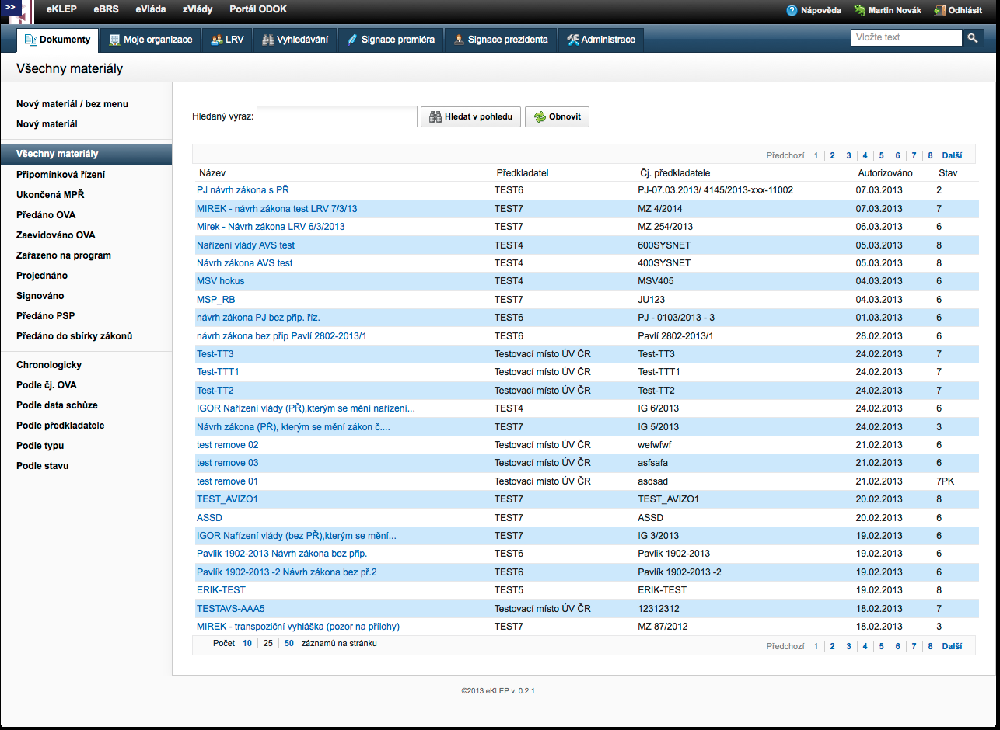 >> eKLEP eBRS eVláda zVlády Portál ODOK Nápověda Martin Novák Odhlásit
Dokumenty Moje organizace LRV Vyhledávání Signace premiéra Signace prezidenta Administrace Vložte text
Všechny materiály
Nový materiál / bez menu
Nový materiál
Všechny materiály
Připomínková řízení
Ukončená MPŘ
Předáno OVA
Zaevidováno OVA
Zařazeno na program
Projednáno
Signováno
Předáno PSP
Předáno do sbírky zákonů
Chronologicky
Podle čj. OVA
Podle data schůze
Podle předkladatele
Podle typu
Podle stavu
Hledaný výraz: Hledat v pohledu Obnovit
Předchozí 1 2 3 4 5 6 7 8 Další
Název Předkladatel Čj. předkladatele Autorizováno Stav
PJ návrh zákona s PŘ TEST6 PJ-07.03.2013/ 4145/2013-xxx-11002 07.03.2013 2
MIREK - návrh zákona test LRV 7/3/13 TEST7 MZ 4/2014 07.03.2013 7
Mirek - Návrh zákona LRV 6/3/2013 TEST7 MZ 254/2013 06.03.2013 6
Nařízení vlády AVS test TEST4 600SYSNET 05.03.2013 8
Návrh zákona AVS test TEST4 400SYSNET 05.03.2013 8
MSV hokus TEST4 MSV405 04.03.2013 6
MSP_RB TEST7 JU123 04.03.2013 6
návrh zákona PJ bez přip. říz. TEST6 PJ - 0103/2013 - 3 01.03.2013 6
návrh zákona bez přip Pavlí 2802-2013/1 TEST6 Pavlí 2802-2013/1 28.02.2013 6
Test-TT3 Testovací místo ÚV ČR Test-TT3 24.02.2013 7
Test-TTT1 Testovací místo ÚV ČR Test-TTT1 24.02.2013 7
Test-TT2 Testovací místo ÚV ČR Test-TT2 24.02.2013 7
IGOR Nařízení vlády (PŘ),kterým se mění nařízení... TEST4 IG 6/2013 24.02.2013 6
Návrh zákona (PŘ), kterým se mění zákon č.... TEST7 IG 5/2013 24.02.2013 3
test remove 02 Testovací místo ÚV ČR wefwfwf 21.02.2013 6
test remove 03 Testovací místo ÚV ČR asfsafa 21.02.2013 6
test remove 01 Testovací místo ÚV ČR asdsad 21.02.2013 7PK
TEST_AVIZO1 TEST7 TEST_AVIZO1 20.02.2013 8
ASSD TEST7 ASSD 20.02.2013 6
IGOR Nařízení vlády (bez PŘ),kterým se mění... TEST7 IG 3/2013 19.02.2013 6
Pavlik 1902-2013 Návrh zákona bez přip. TEST6 Pavlik 1902-2013 19.02.2013 6
Pavlík 1902-2013 -2 Návrh zákona bez př.2 TEST6 Pavlík 1902-2013 -2 19.02.2013 6
ERIK-TEST TEST5 ERIK-TEST 19.02.2013 8
TESTAVS-AAA5 Testovací místo ÚV ČR 12312312 18.02.2013 7
MIREK - transpoziční vyhláška (pozor na přílohy) TEST7 MZ 87/2012 18.02.2013 3
Počet 10 25 50 záznamů na stránku Předchozí 1 2 3 4 5 6 7 8 Další
©2013 eKLEP v. 0.2.1